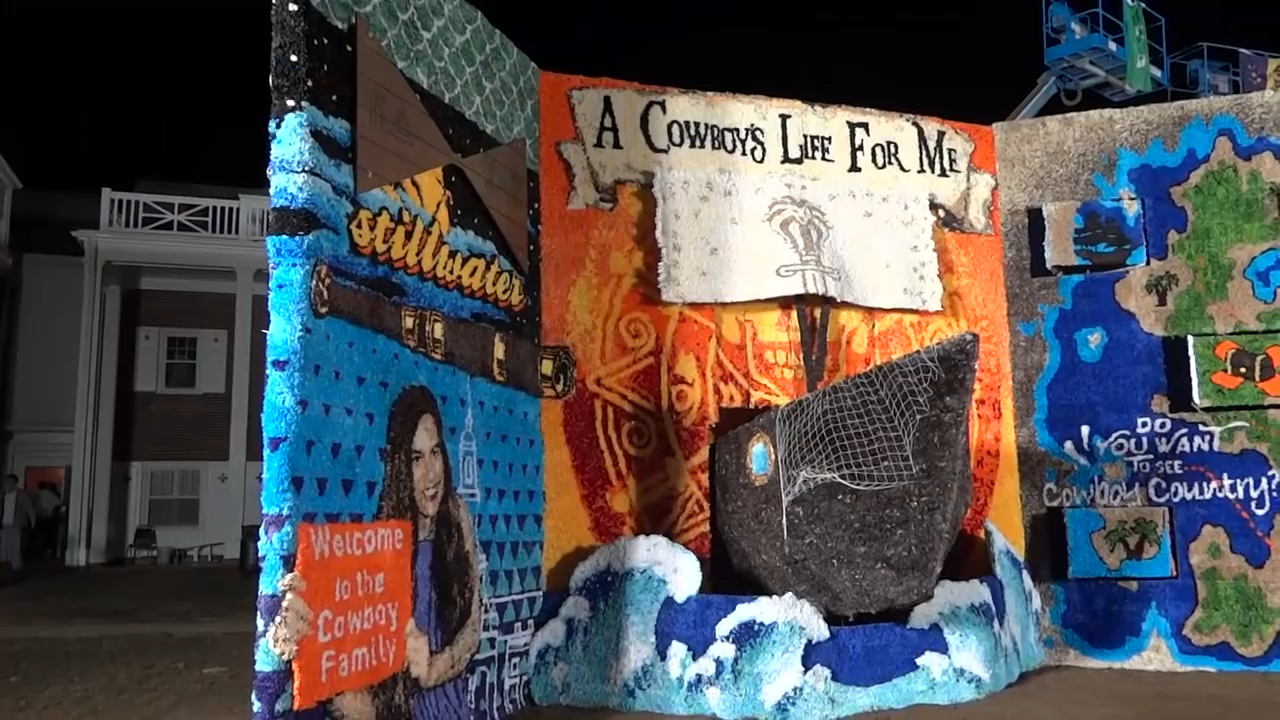 A COWBOY'S LIFE FOR ME
stillwater
Welcome
to the
Cowboy
Family
DO
YOU WANT
TO SEE
Cowboy Country?